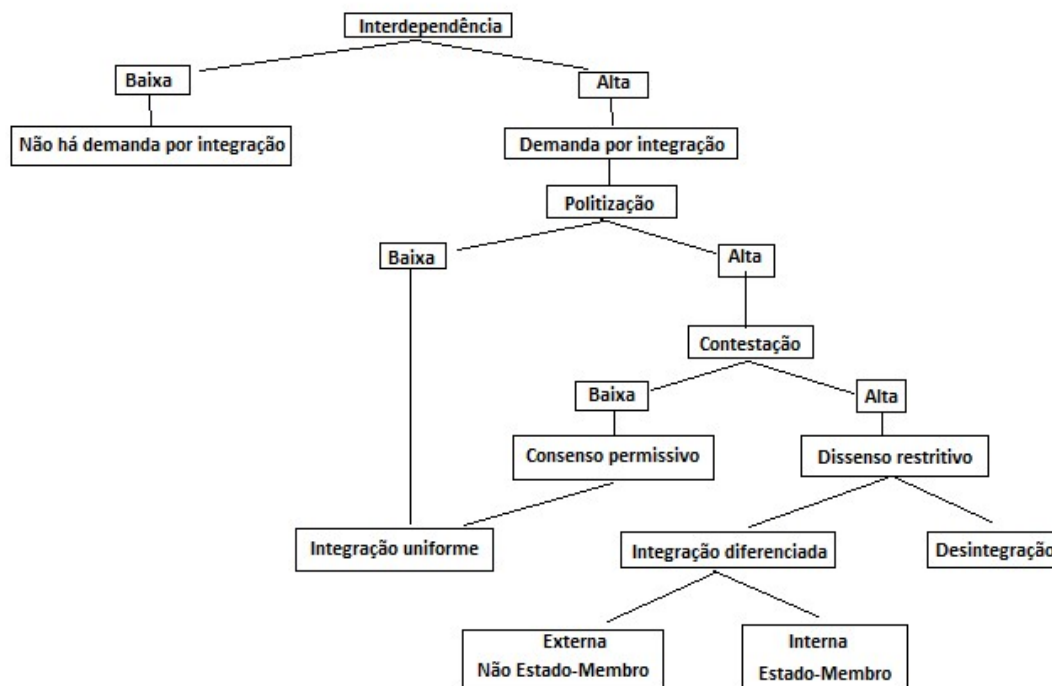 Interdependência
Baixa
Alta
Não há demanda por integração
Demanda por integração
Politização
Baixa
Alta
Contestação
Baixa
Alta
Consenso permissivo
Dissenso restritivo
Integração uniforme
Integração diferenciada
Desintegração
Externa
Não Estado-Membro
Interna
Estado-Membro